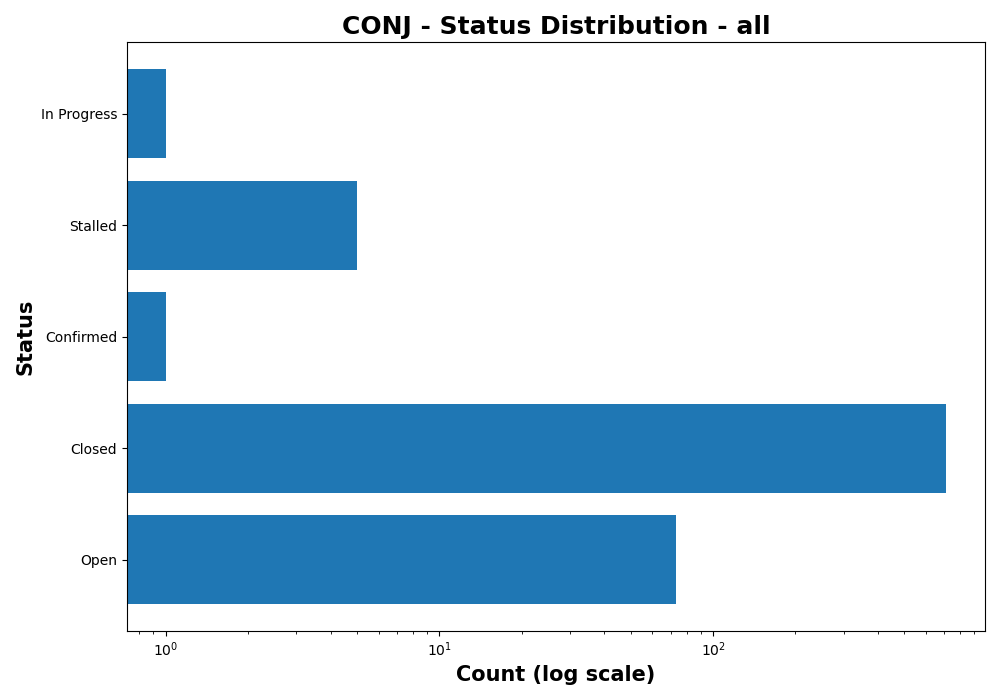 CONJ - Status Distribution - all
In Progress
Stalled
Confirmed
Closed
Open
Status
10⁰ 10¹ 10²
Count (log scale)